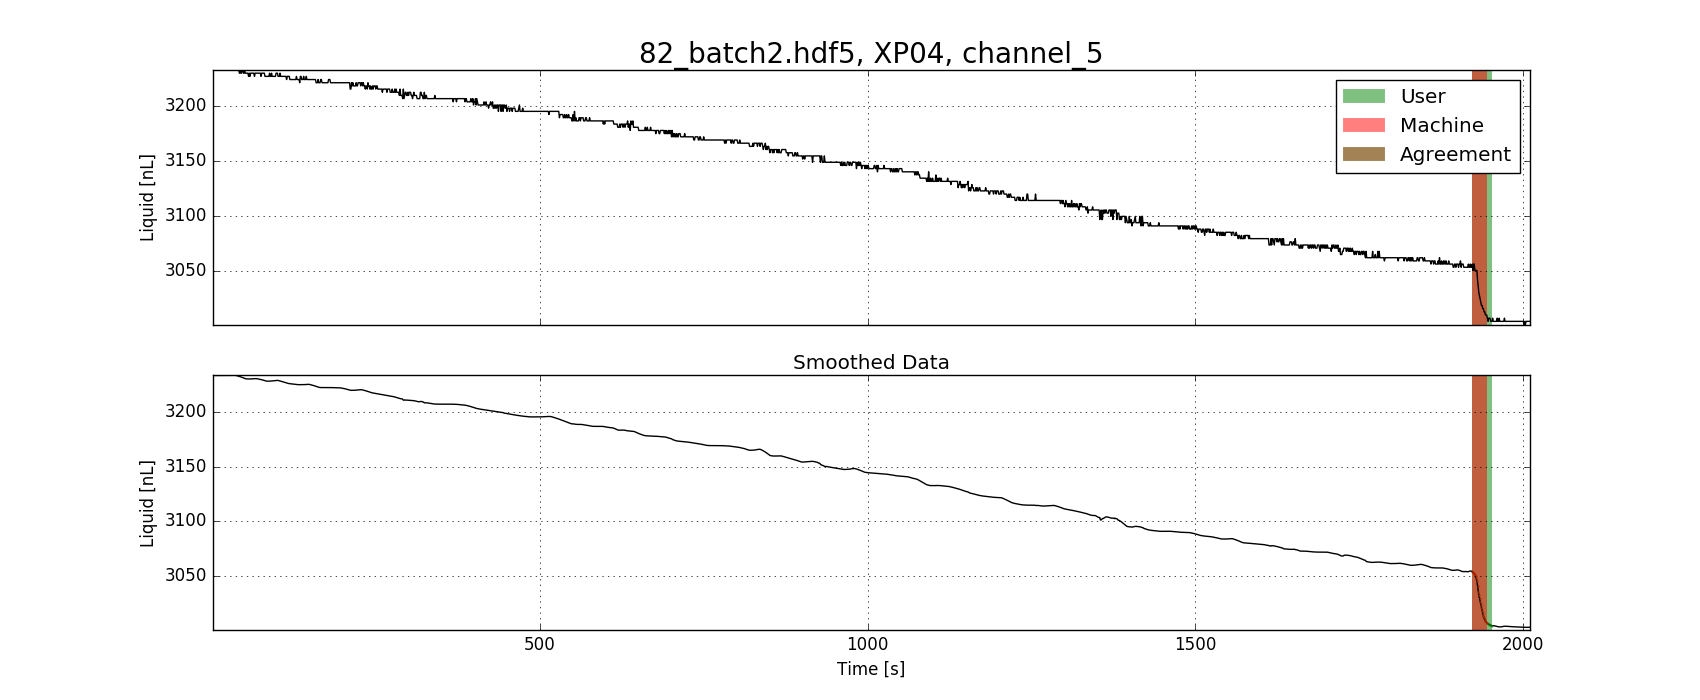 82_batch2.hdf5, XP04, channel_5
Liquid [nL]
3200
3150
3100
3050
User
Machine
Agreement
Smoothed Data
Liquid [nL]
3200
3150
3100
3050
500 1000 1500 2000
Time [s]